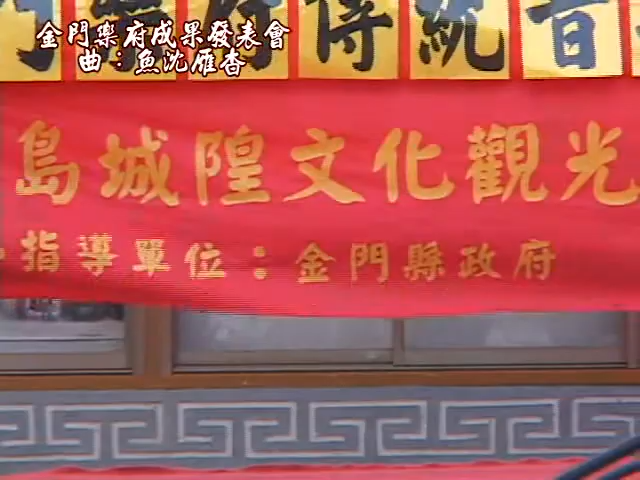 金門樂府成果發表會
曲：魚沈雁杳
傳統音
島城隍文化觀光
指導單位：金門縣政府